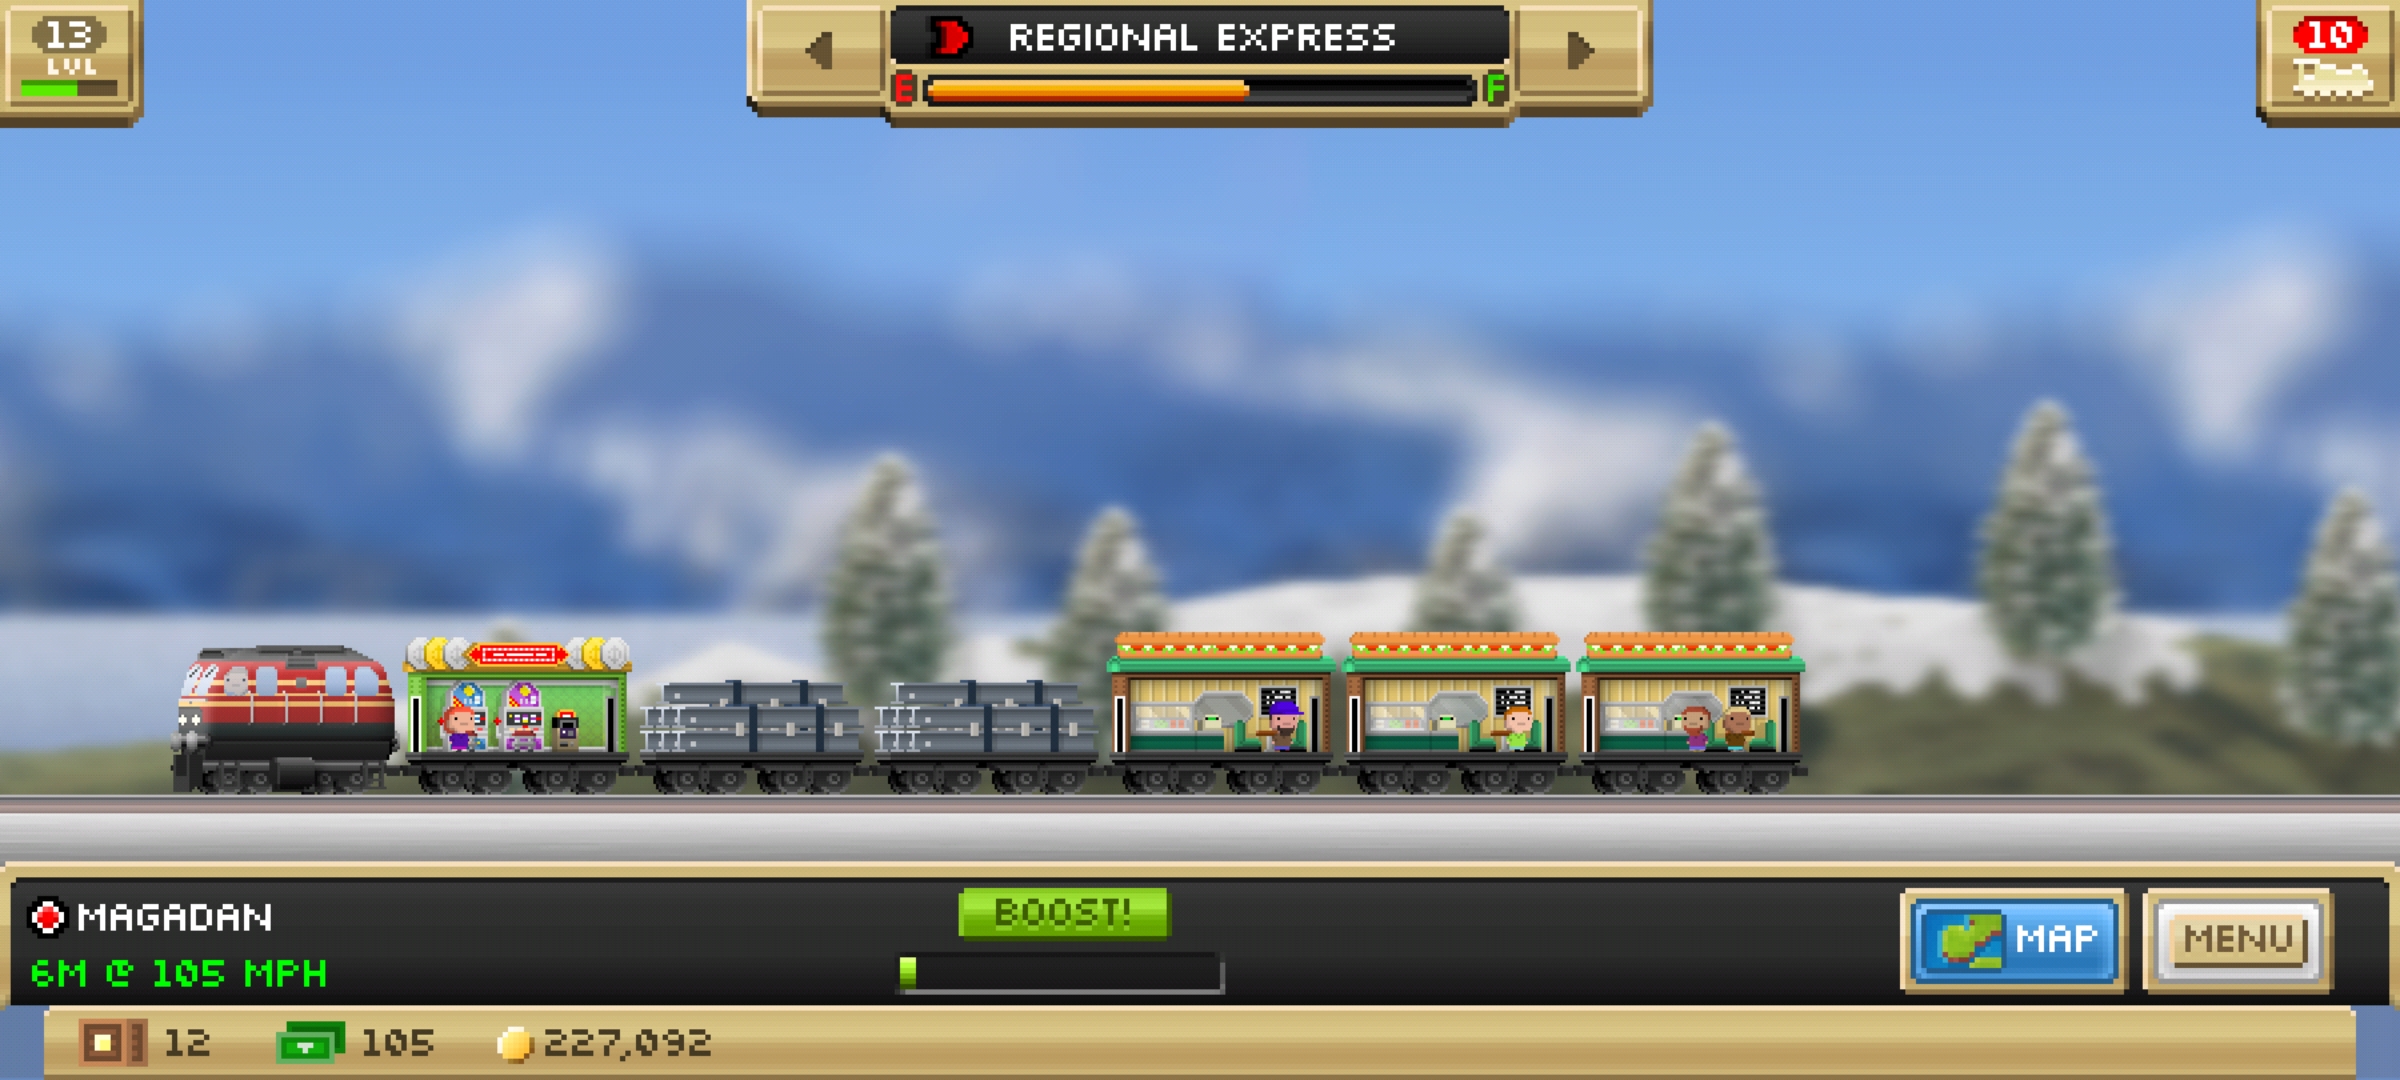 13
LVL
REGIONAL EXPRESS
E F
10
MAGADAN
6M @ 105 MPH
BOOST!
MAP
MENU
12
105
227,092